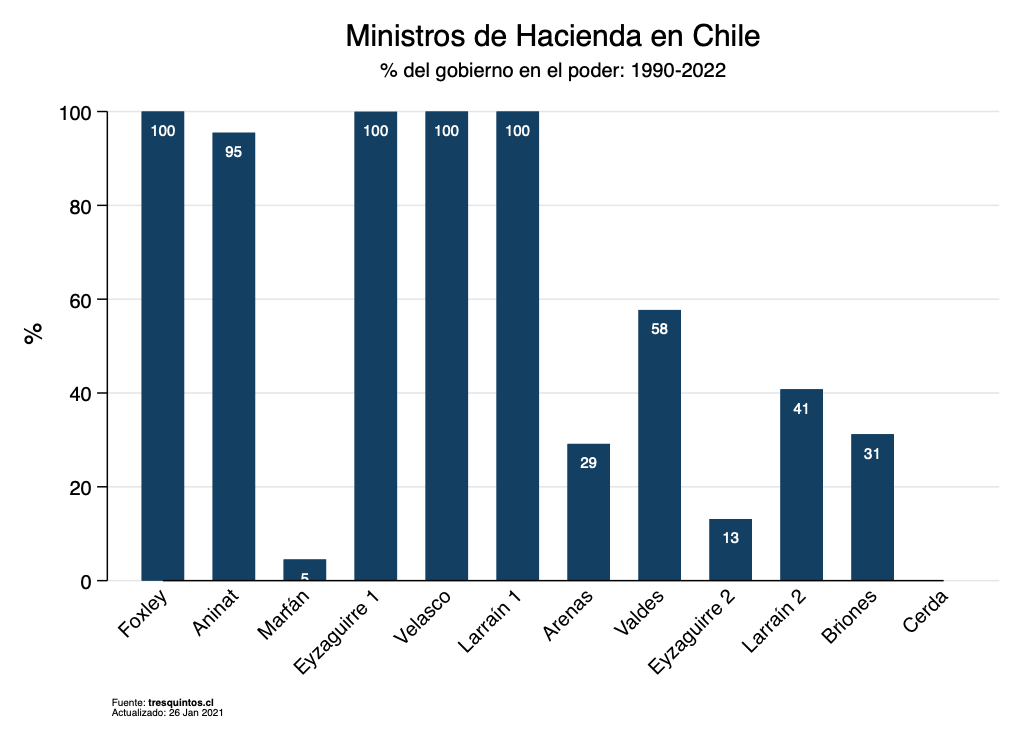 Ministros de Hacienda en Chile
% del gobierno en el poder: 1990-2022
%
100
80
60
40
20
0
100
95
5
100
100
100
29
58
13
41
31
Foxley
Aninat
Marfán
Eyzaguirre 1
Velasco
Larraín 1
Arenas
Valdes
Eyzaguirre 2
Larraín 2
Briones
Cerda
Fuente: tresquintos.cl
Actualizado: 26 Jan 2021